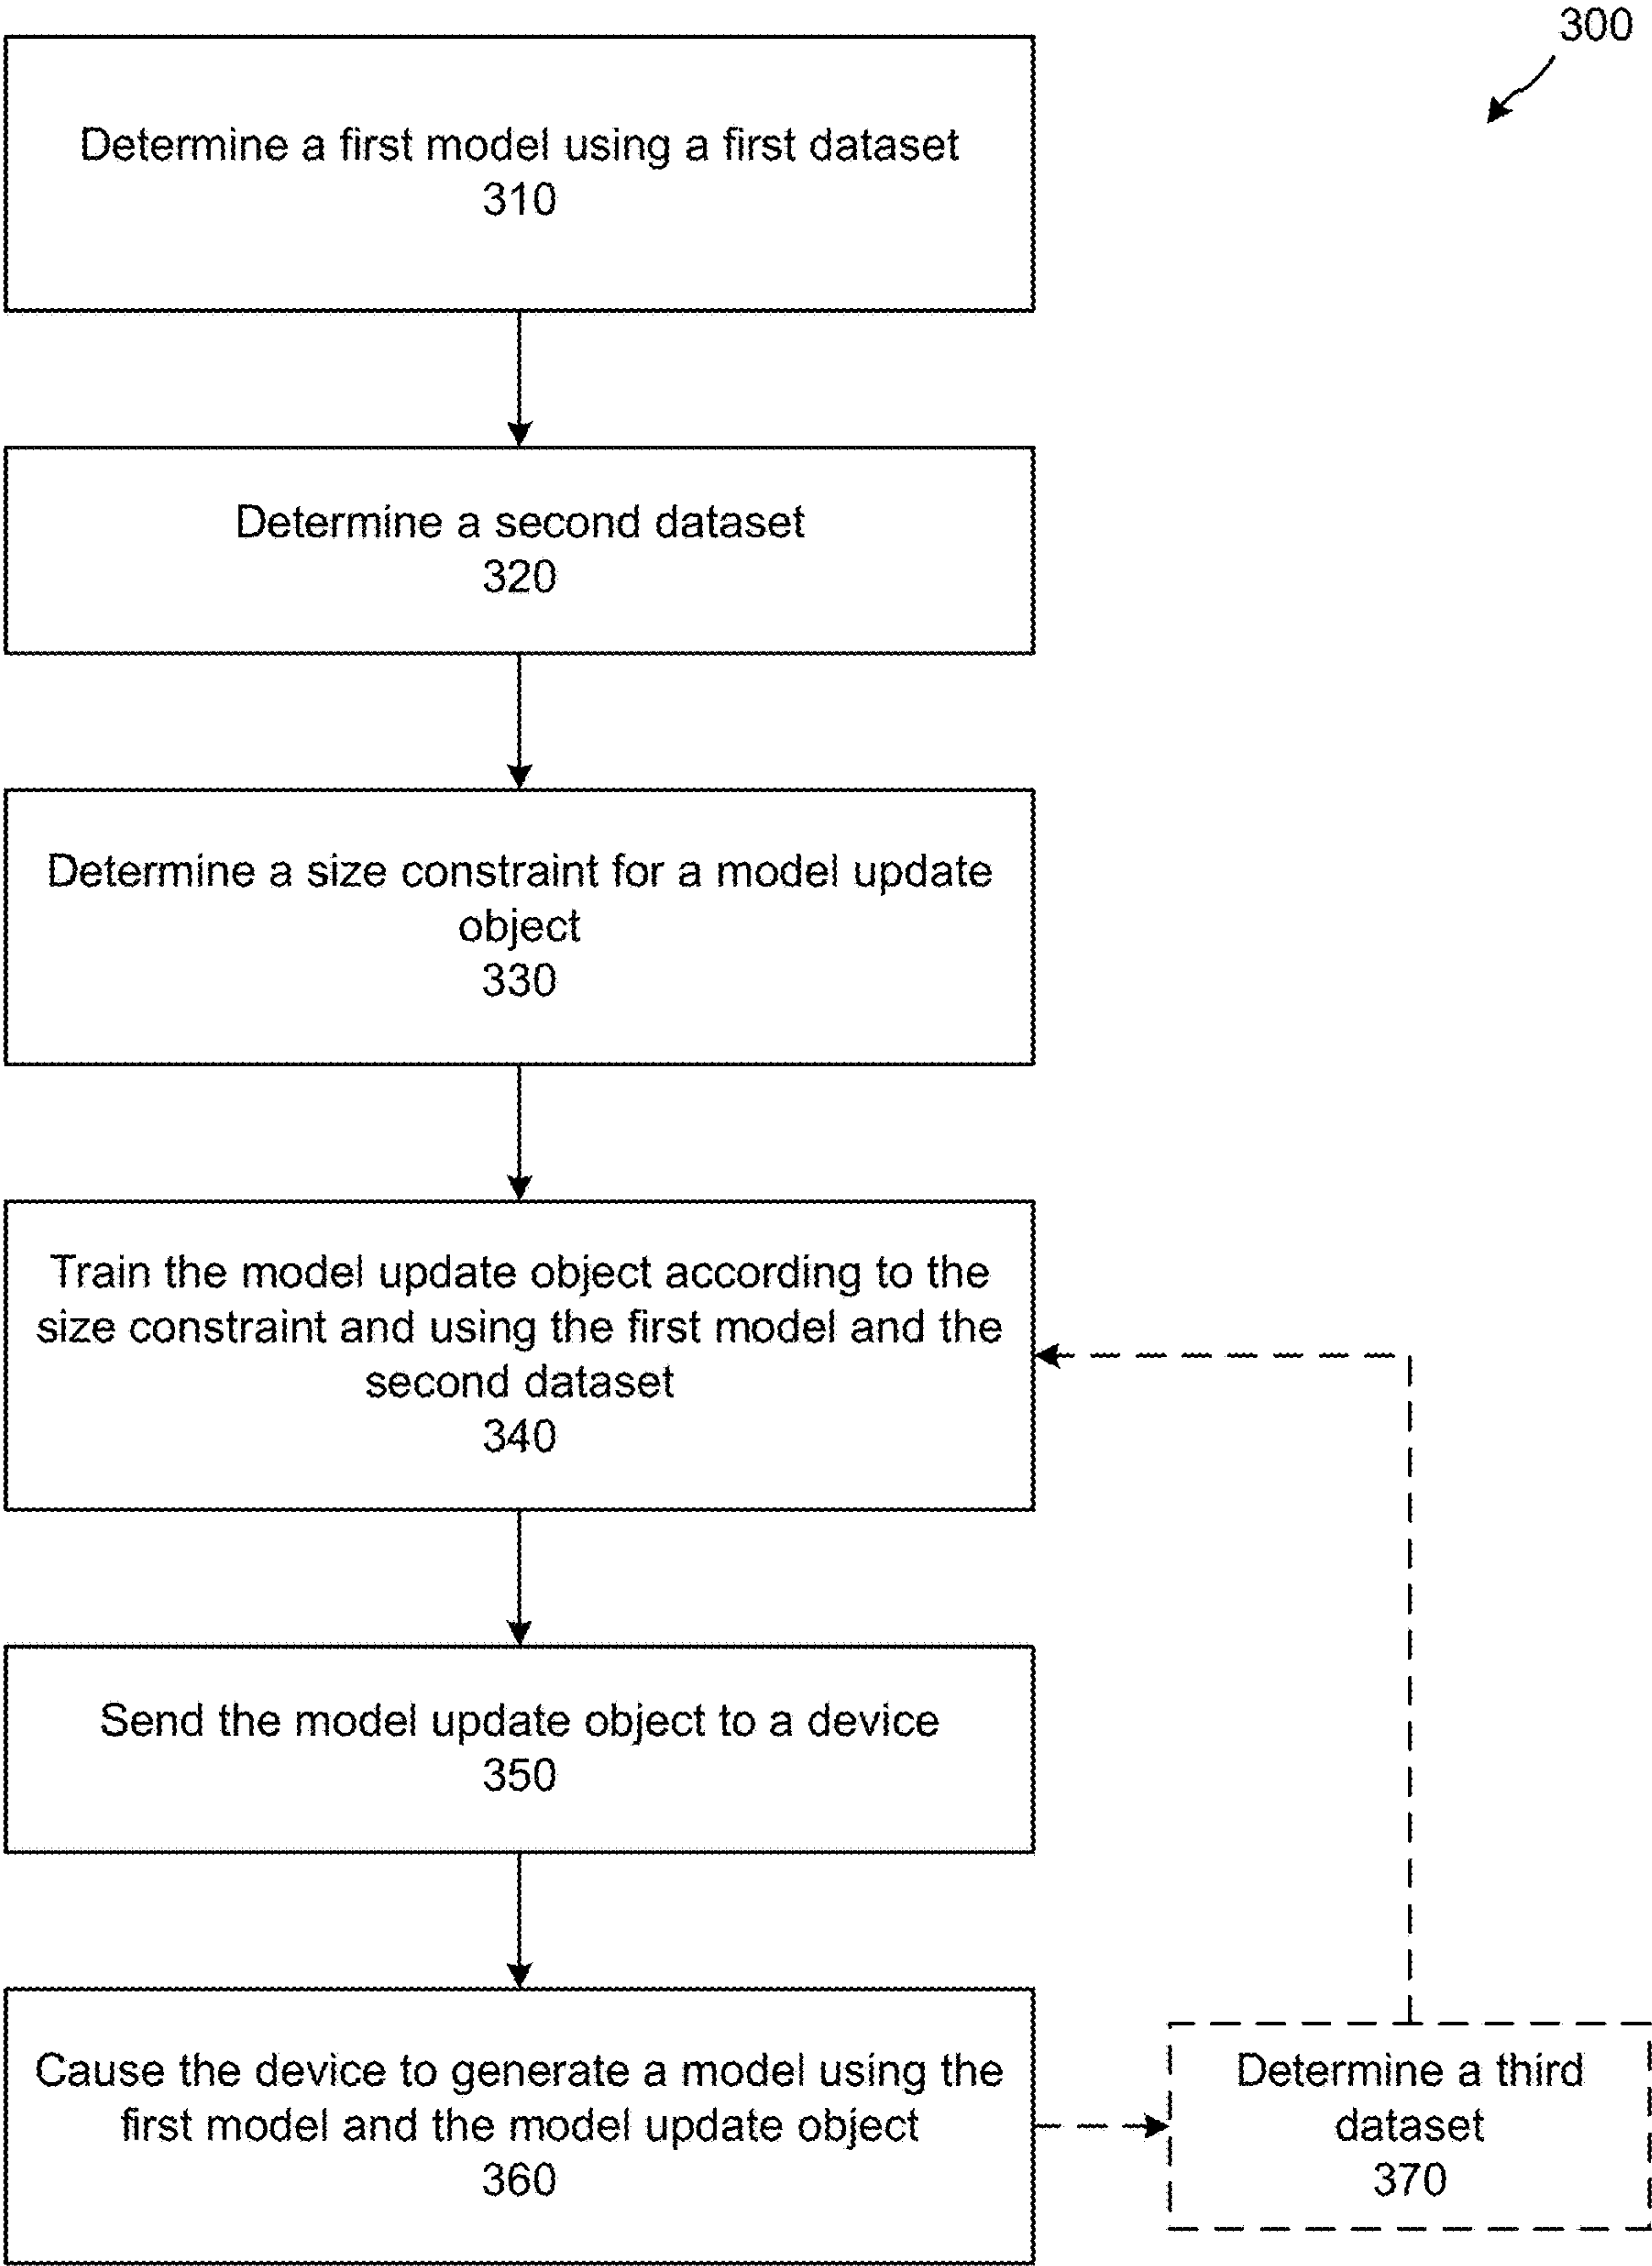 300
Determine a first model using a first dataset
310
Determine a second dataset
320
Determine a size constraint for a model update
object
330
Train the model update object according to the
size constraint and using the first model and the
second dataset
340
Send the model update object to a device
350
Cause the device to generate a model using the
first model and the model update object
360
Determine a third
dataset
370